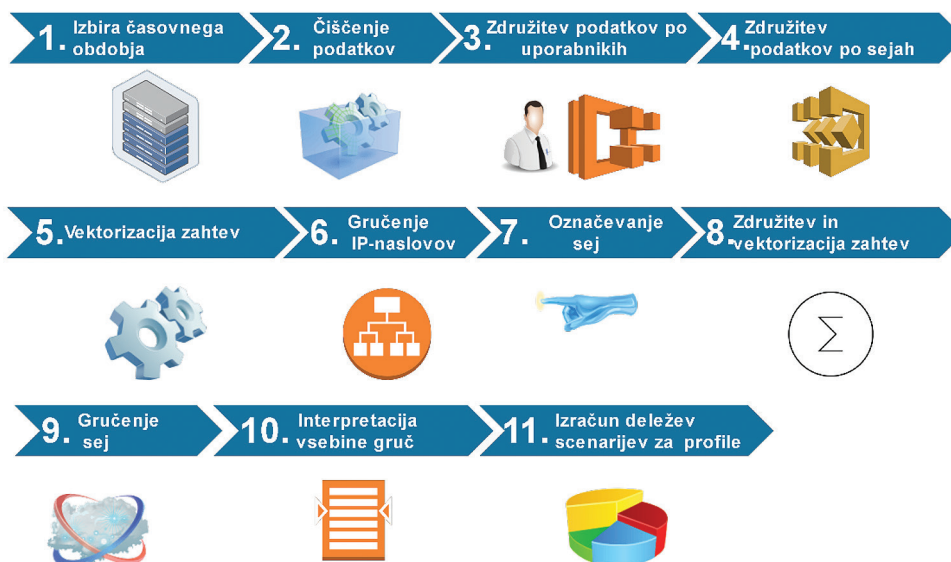 1. Izbira časovnega
obdobja
2. Čiščenje
podatkov
3. Združitev podatkov po
uporabnikih
4. Združitev
podatkov po sejah
5. Vektorizacija zahtev
6. Gručenje
IP-naslovov
7. Označevanje
sej
8. Združitev in
vektorizacija zahtev
Σ
9. Gručenje
sej
10. Interpretacija
vsebine gruč
11. Izračun deležev
scenarijev za profile